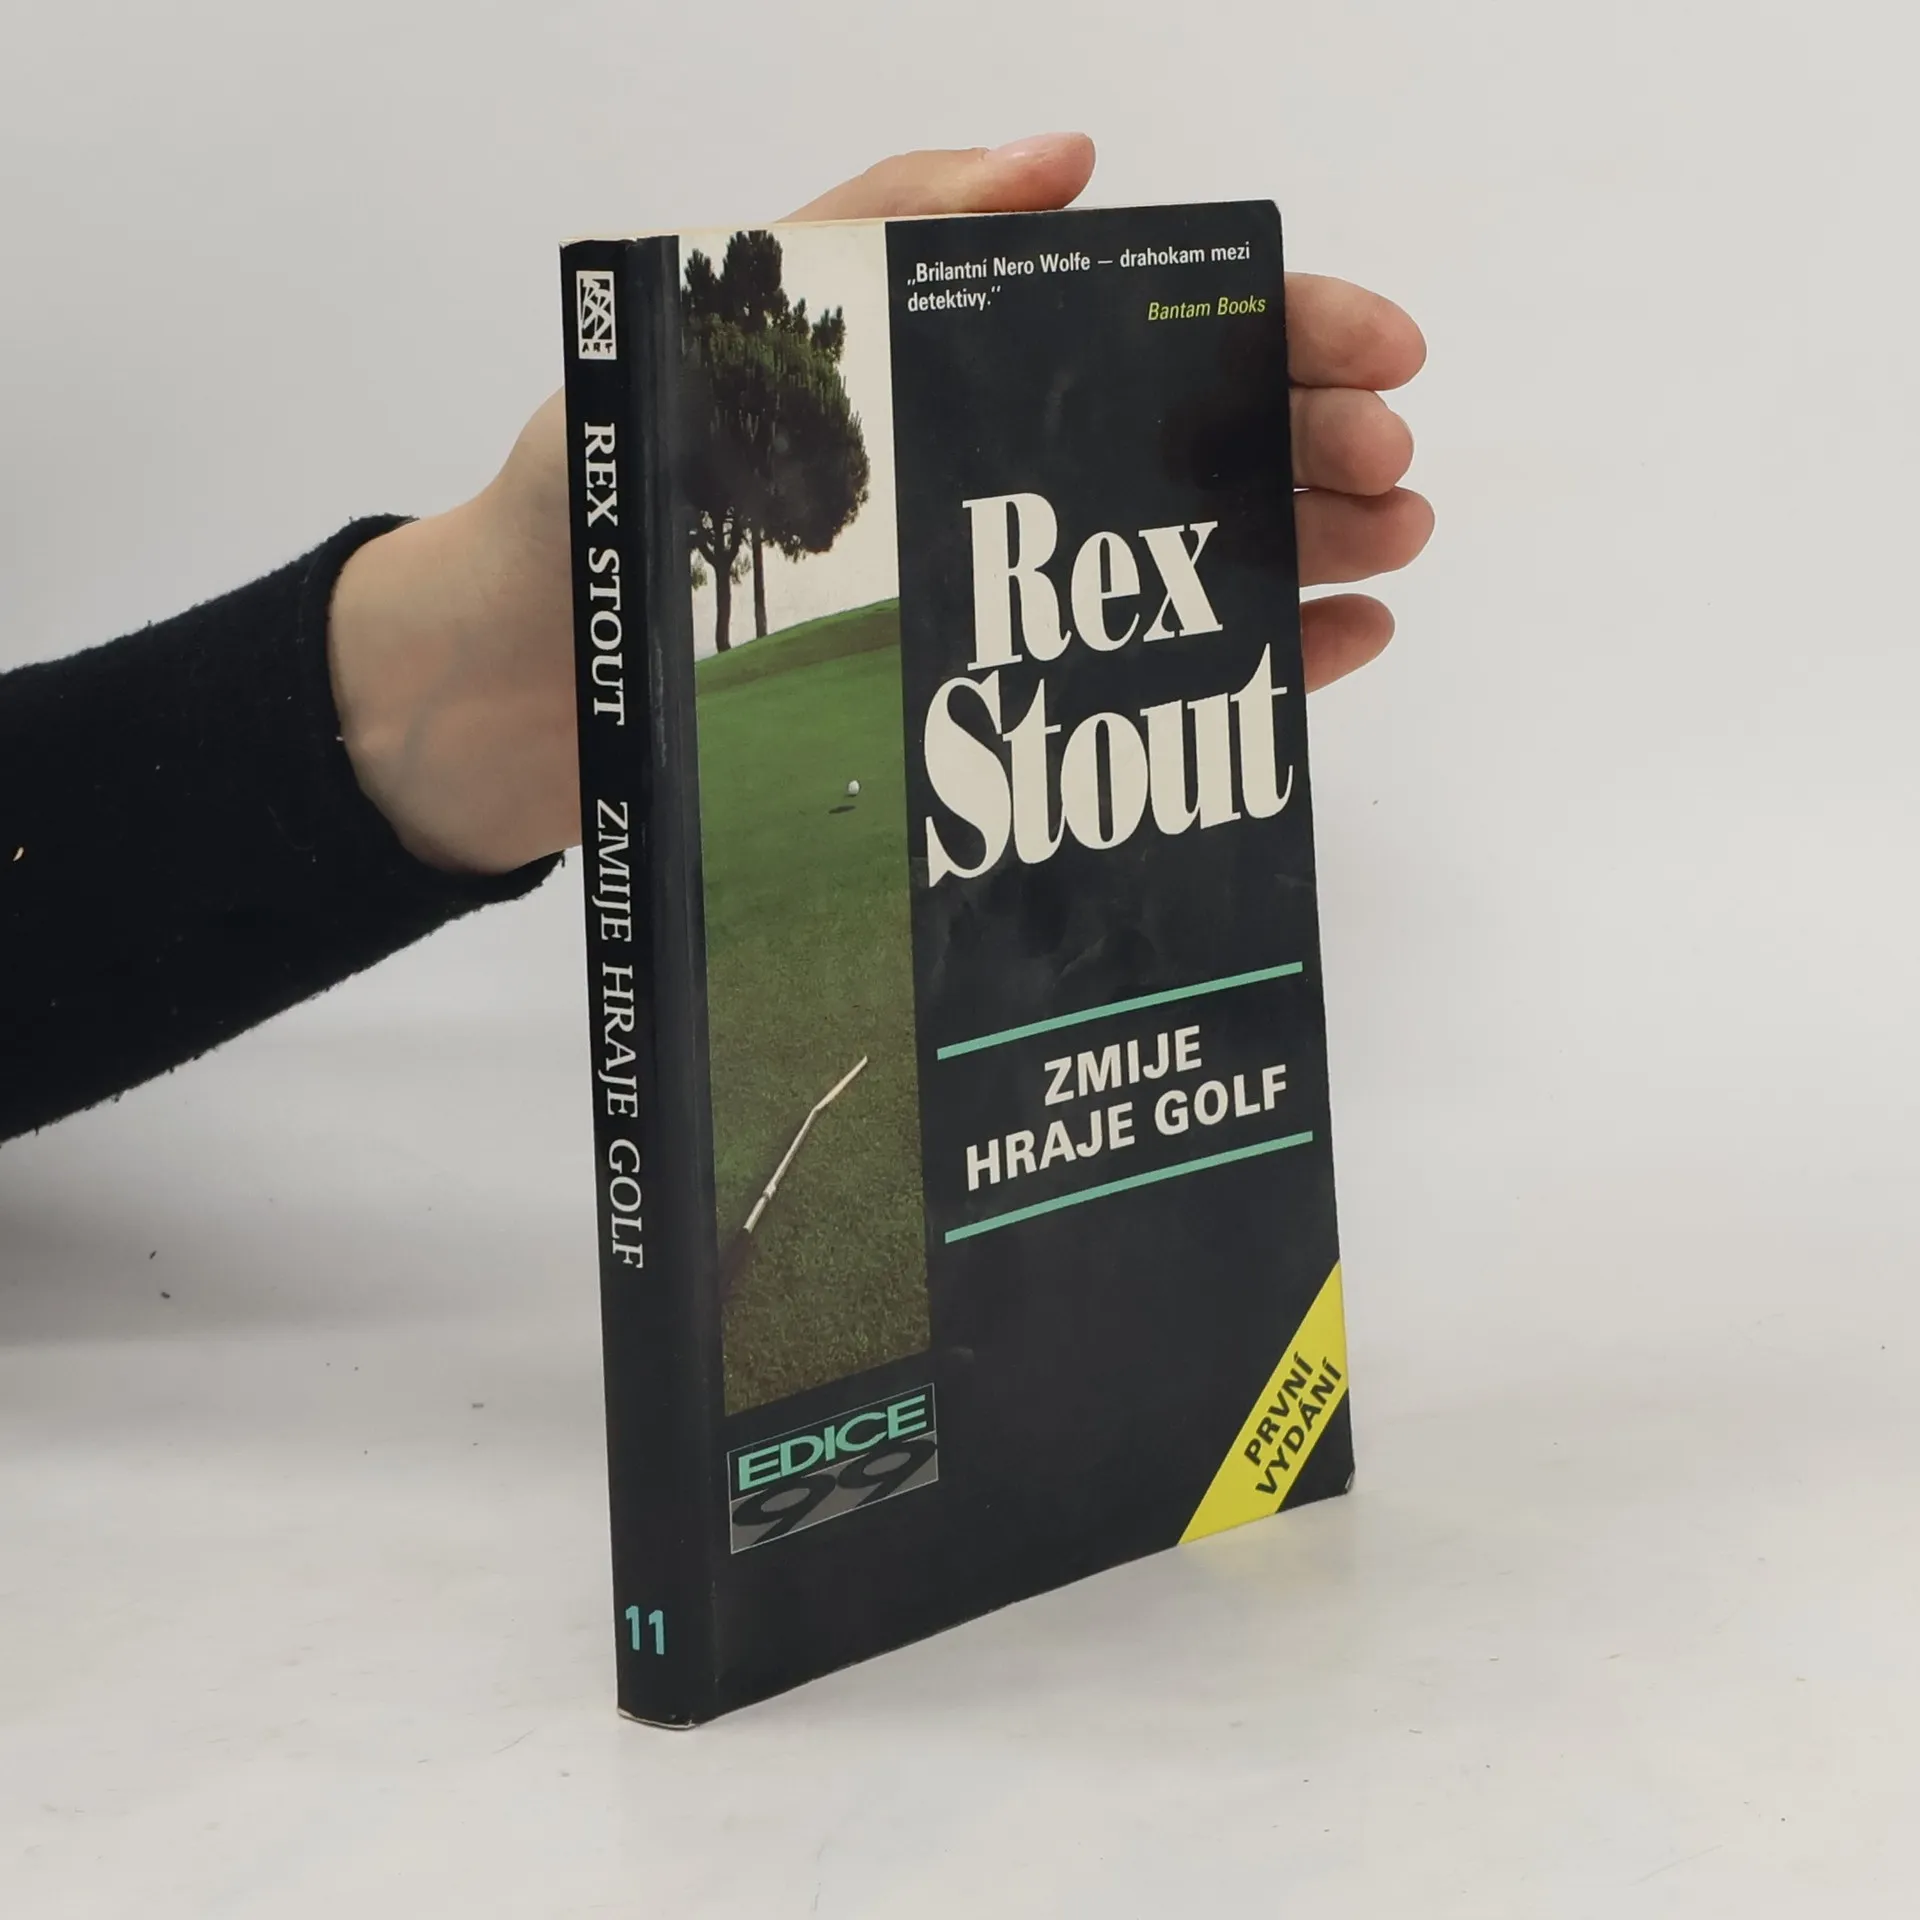 ART
REX STOUT ZMIJE HRAJE GOLF
11
„Brilantní Nero Wolfe – drahokam mezi
detektivy.“
Bantam Books
Rex
Stout
ZMIJE
HRAJE GOLF
EDICE
99
PRVNÍ
VYDÁNÍ